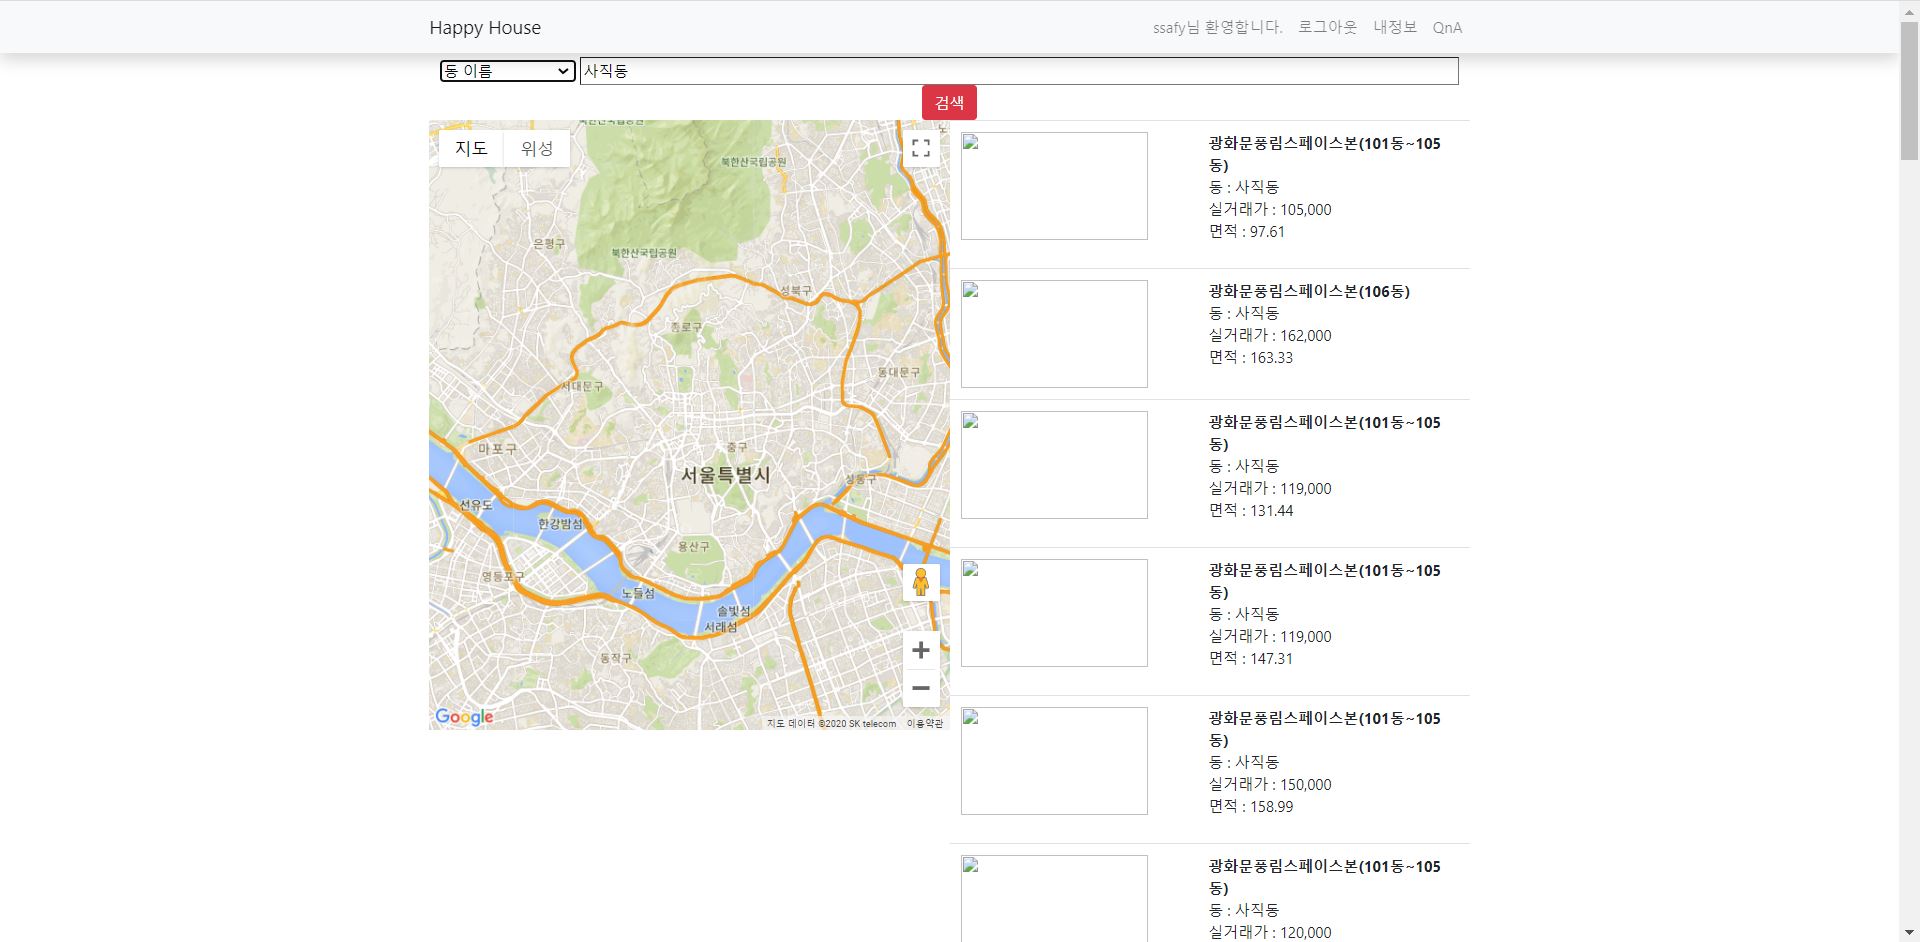 Happy House
ssafy님 환영합니다.
로그아웃
내정보
QnA
동 이름
사직동
검색
지도
위성
북한산국립공원
북한산국립공원
은평구
북한산국립공원
성북구
종로구
동대문구
서대문구
중구
마포구
서울특별시
성동구
선유도
한강밤섬
용산구
영등포구
노들섬
솔빛섬
서래섬
동작구
Google
지도 데이터 ©2020 SK telecom
이용약관
광화문풍림스페이스본(101동~105
동)
동 : 사직동
실거래가 : 105,000
면적 : 97.61
광화문풍림스페이스본(106동)
동 : 사직동
실거래가 : 162,000
면적 : 163.33
광화문풍림스페이스본(101동~105
동)
동 : 사직동
실거래가 : 119,000
면적 : 131.44
광화문풍림스페이스본(101동~105
동)
동 : 사직동
실거래가 : 119,000
면적 : 147.31
광화문풍림스페이스본(101동~105
동)
동 : 사직동
실거래가 : 150,000
면적 : 158.99
광화문풍림스페이스본(101동~105
동)
동 : 사직동
실거래가 : 120,000